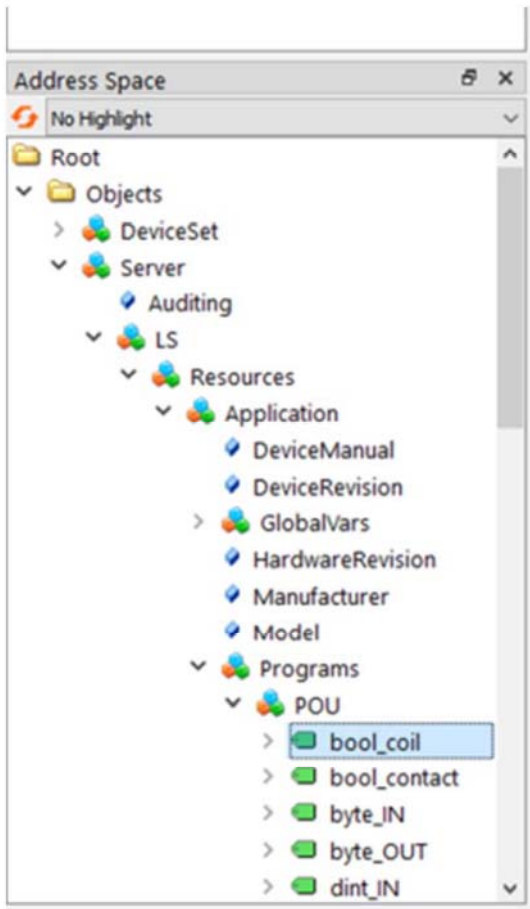 Address Space
No Highlight
Root
Objects
DeviceSet
Server
Auditing
LS
Resources
Application
DeviceManual
DeviceRevision
GlobalVars
HardwareRevision
Manufacturer
Model
Programs
POU
bool_coil
bool_contact
byte_IN
byte_OUT
dint_IN